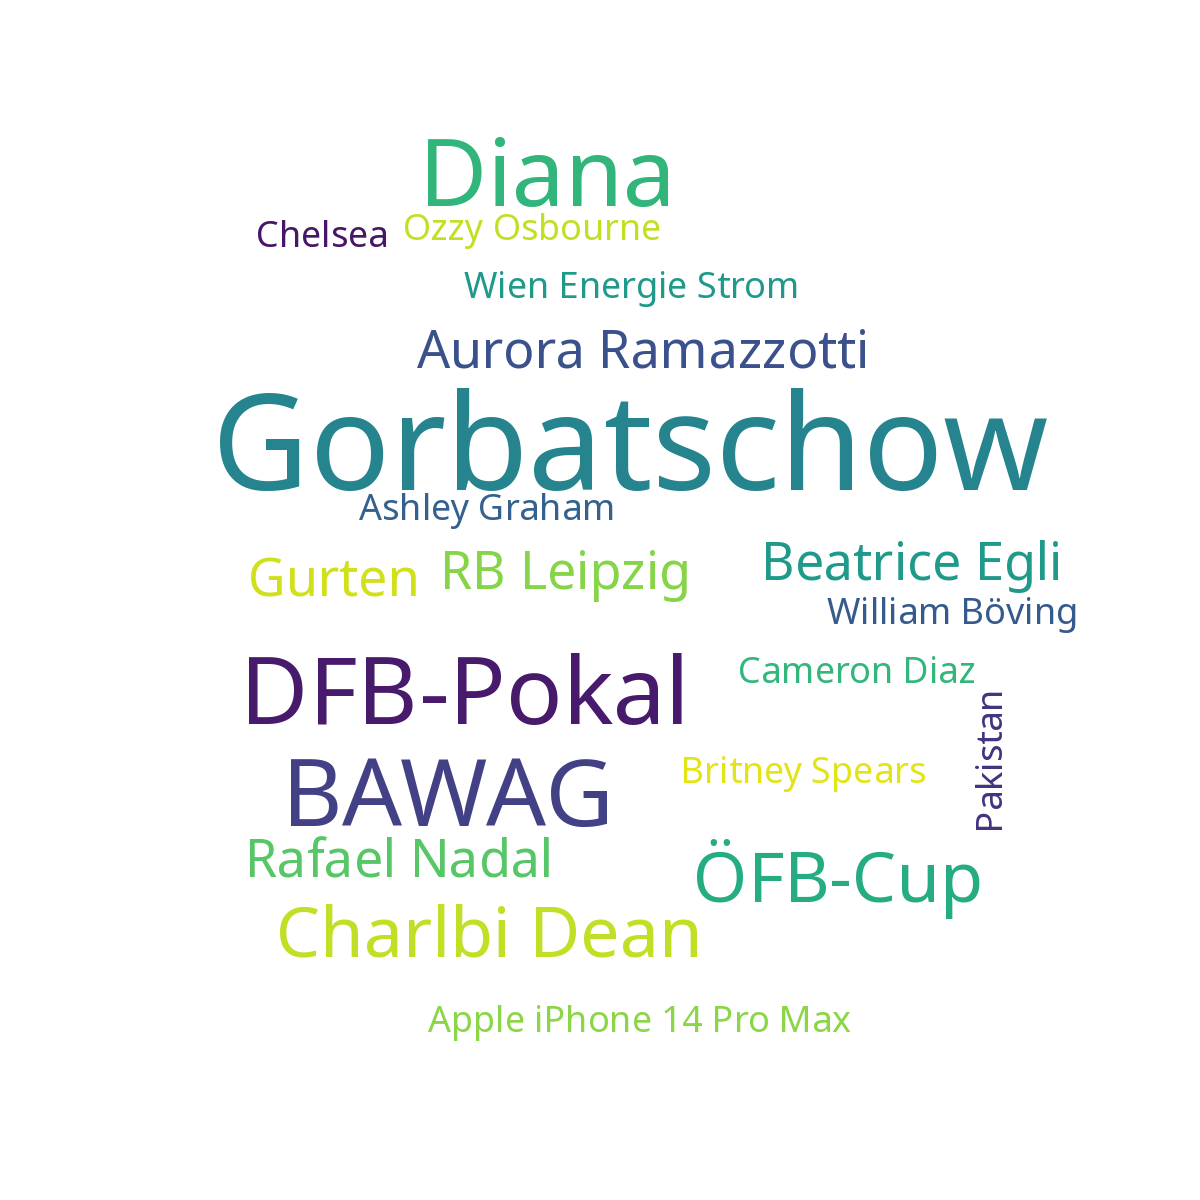 Diana
Chelsea
Ozzy Osbourne
Wien Energie Strom
Aurora Ramazzotti
Gorbatschow
Ashley Graham
Gurten
RB Leipzig
Beatrice Egli
William Böving
DFB-Pokal
Cameron Diaz
Pakistan
BAWAG
Britney Spears
Rafael Nadal
ÖFB-Cup
Charlbi Dean
Apple iPhone 14 Pro Max